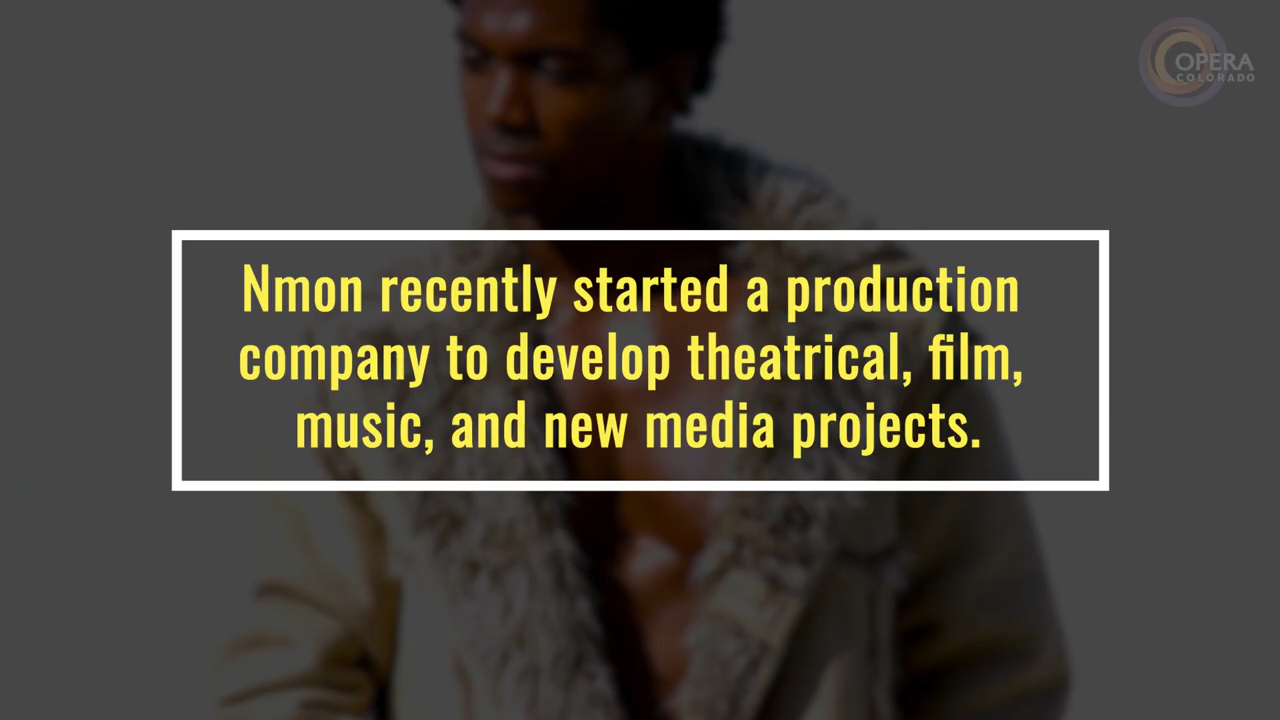 OPERA
COLORADO
Nmon recently started a production
company to develop theatrical, film,
music, and new media projects.